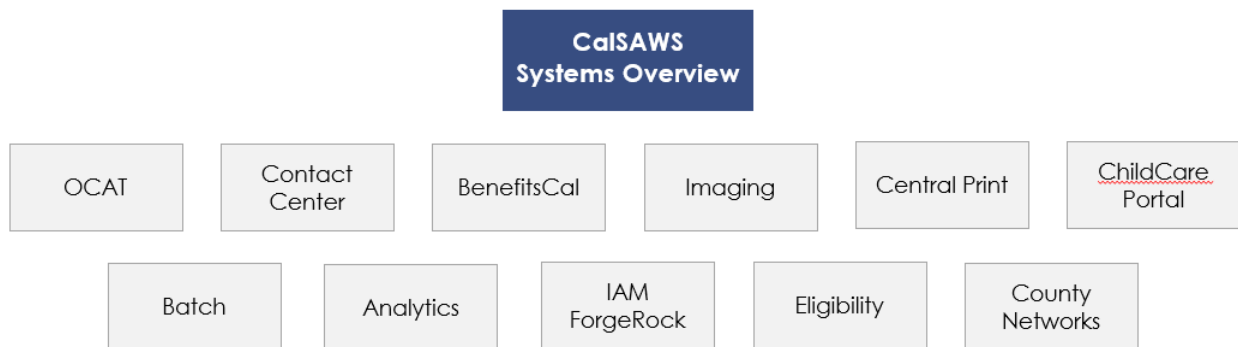 CalSAWS
Systems Overview
OCAT
Contact
Center
BenefitsCal
Imaging
Central Print
ChildCare
Portal
Batch
Analytics
IAM
ForgeRock
Eligibility
County
Networks